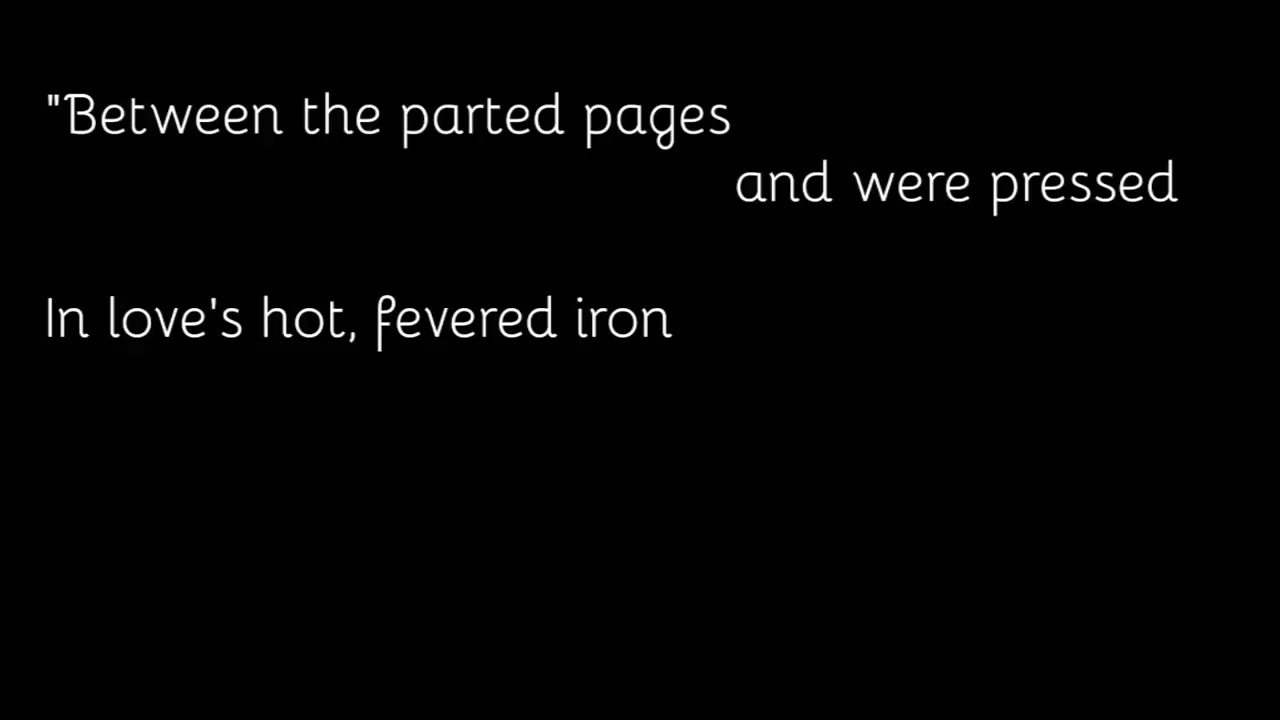 "Between the parted pages
and were pressed
In love's hot, fevered iron